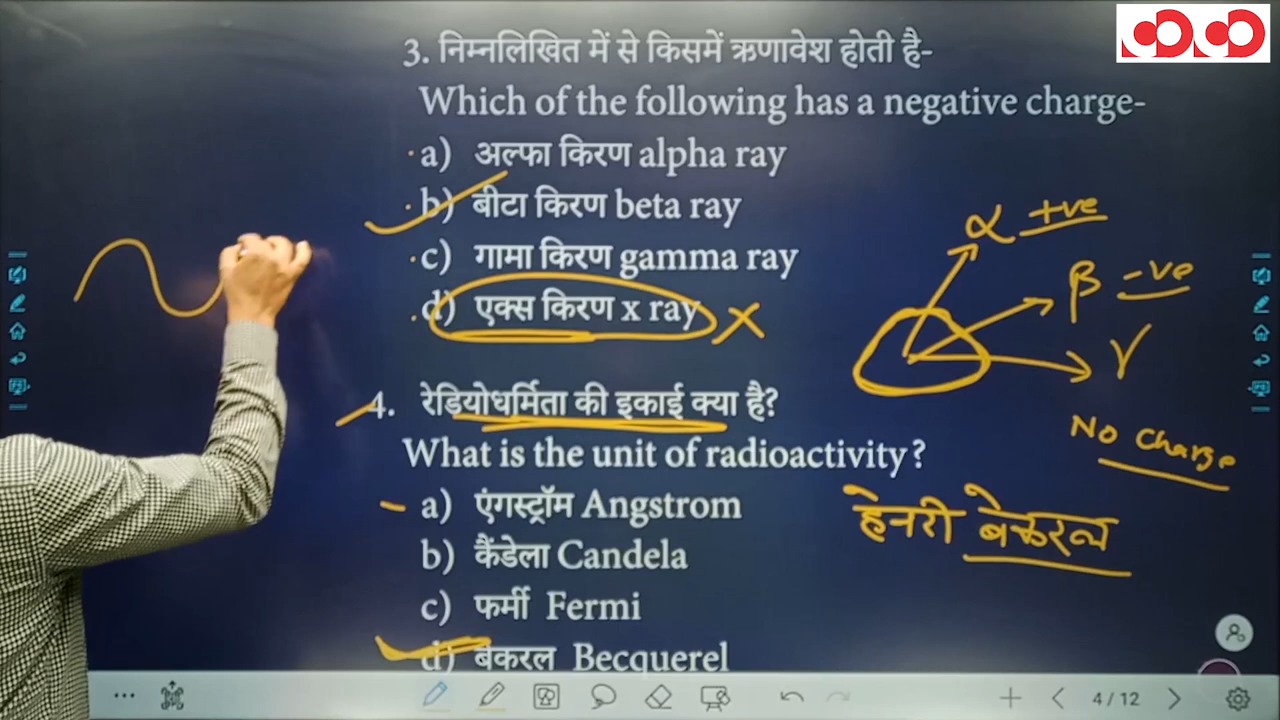 3. निम्नलिखित में से किसमें ऋणावेश होती है-
Which of the following has a negative charge-
a) अल्फा किरण alpha ray
b) बीटा किरण beta ray
c) गामा किरण gamma ray
d) एक्स किरण x ray
α +ve
β -ve
γ
No Charge
4. रेडियोधर्मिता की इकाई क्या है?
What is the unit of radioactivity?
a) एंगस्ट्रॉम Angstrom
b) कैंडेला Candela
c) फर्मी Fermi
d) बेकरल Becquerel
हेनरी बेकरल
4/12